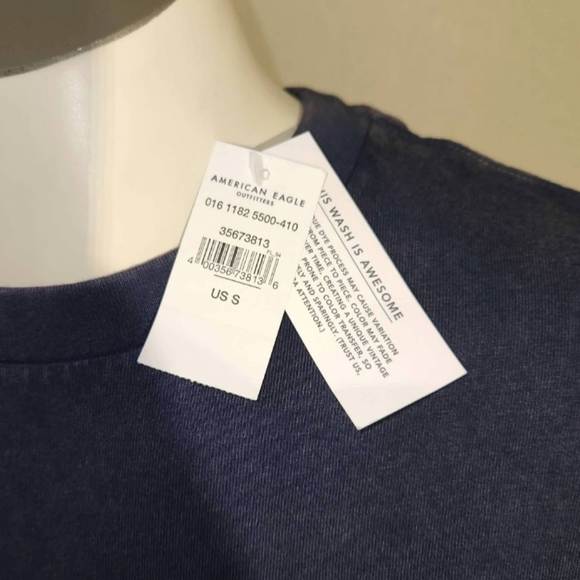 AMERICAN EAGLE
OUTFITTERS
016 1182 5500-410
35673813
4 00356 73813 6
US S
WASH IS AWESOME
DYE PROCESS MAY CAUSE VARIATION
FROM PIECE TO PIECE. COLOR MAY FADE
OVER TIME, CREATING A UNIQUE VINTAGE
PRONE TO COLOR TRANSFER, SO
AND SPARINGLY. (TRUST US,
ATTENTION.)